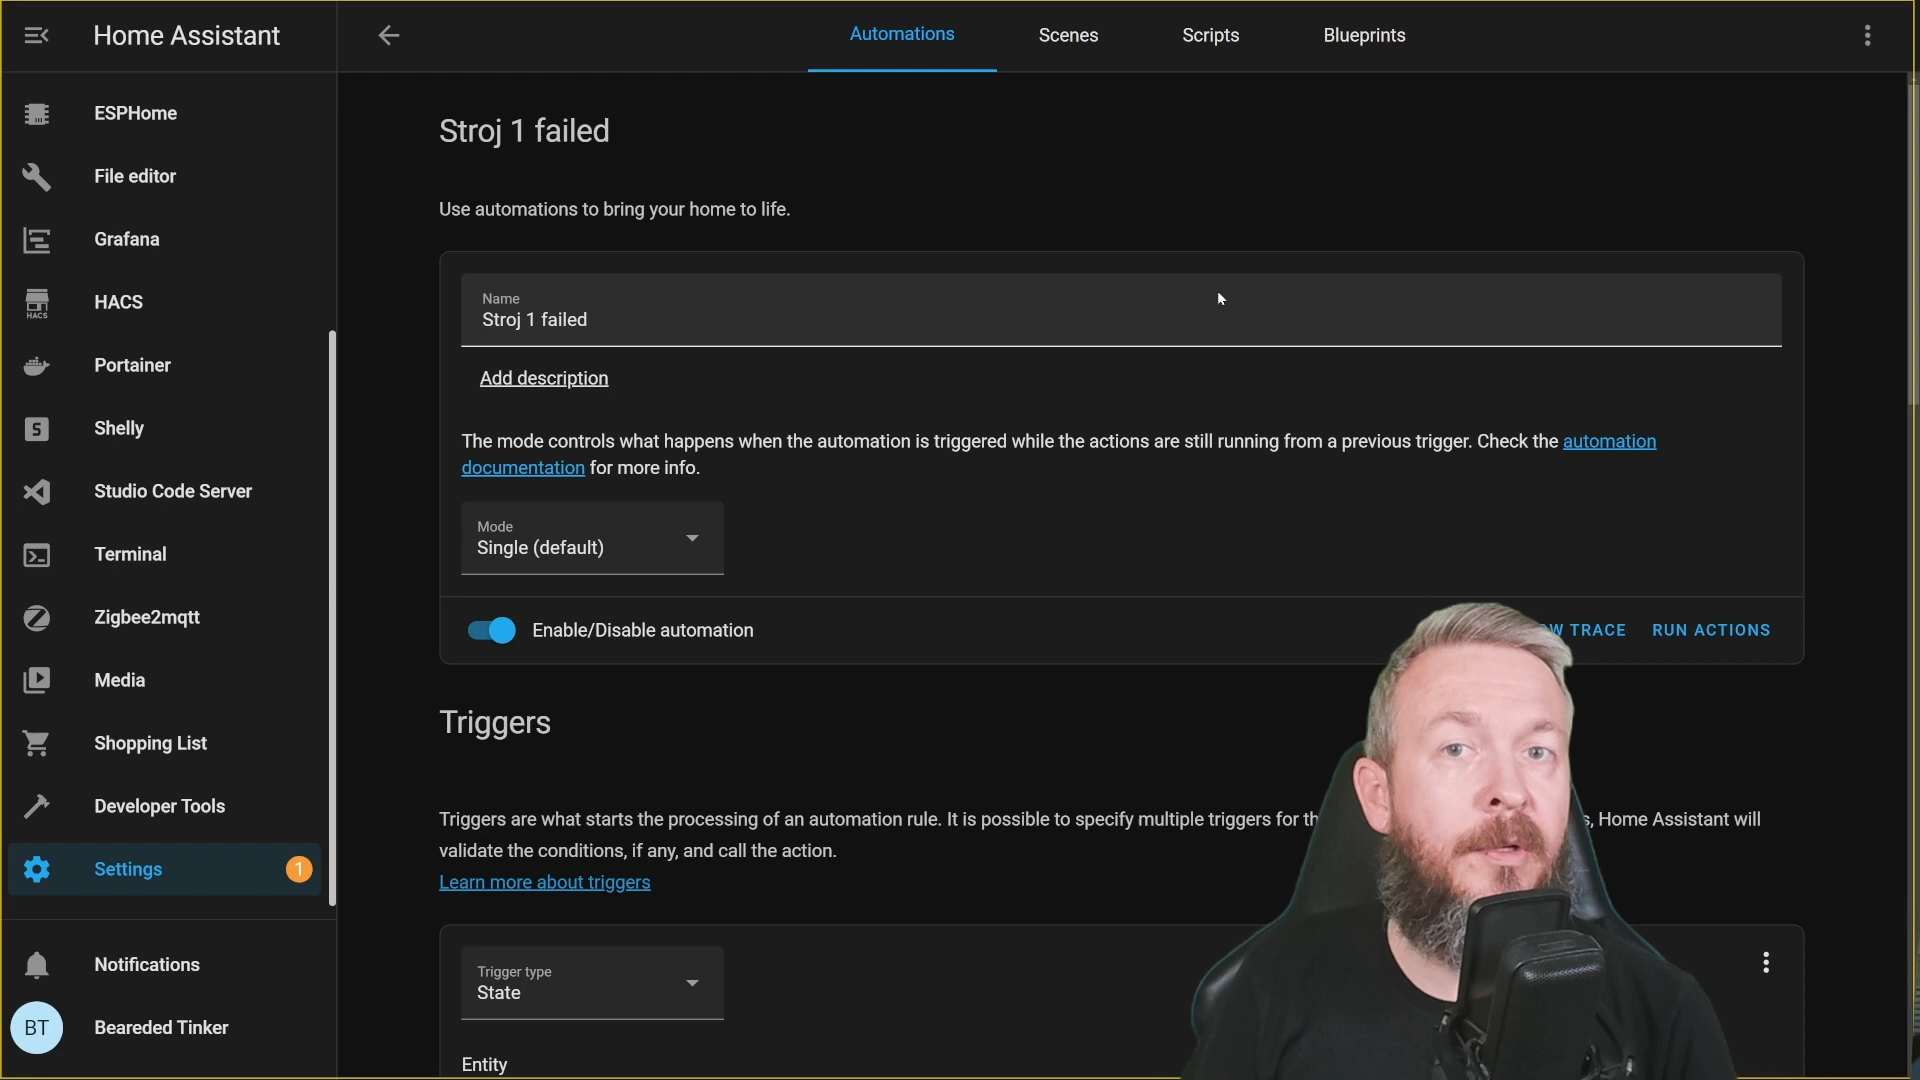 Home Assistant
Automations
Scenes
Scripts
Blueprints
ESPHome
File editor
Grafana
HACS
HACS
Portainer
S
Shelly
Studio Code Server
Terminal
Zigbee2mqtt
Media
Shopping List
Developer Tools
Settings
1
Notifications
BT
Bearded Tinker
Stroj 1 failed
Use automations to bring your home to life.
Name
Stroj 1 failed
Add description
The mode controls what happens when the automation is triggered while the actions are still running from a previous trigger. Check the automation
documentation for more info.
Mode
Single (default)
Enable/Disable automation
TRACE
RUN ACTIONS
Triggers
Triggers are what starts the processing of an automation rule. It is possible to specify multiple triggers for
Home Assistant will
validate the conditions, if any, and call the action.
Learn more about triggers
Trigger type
State
Entity